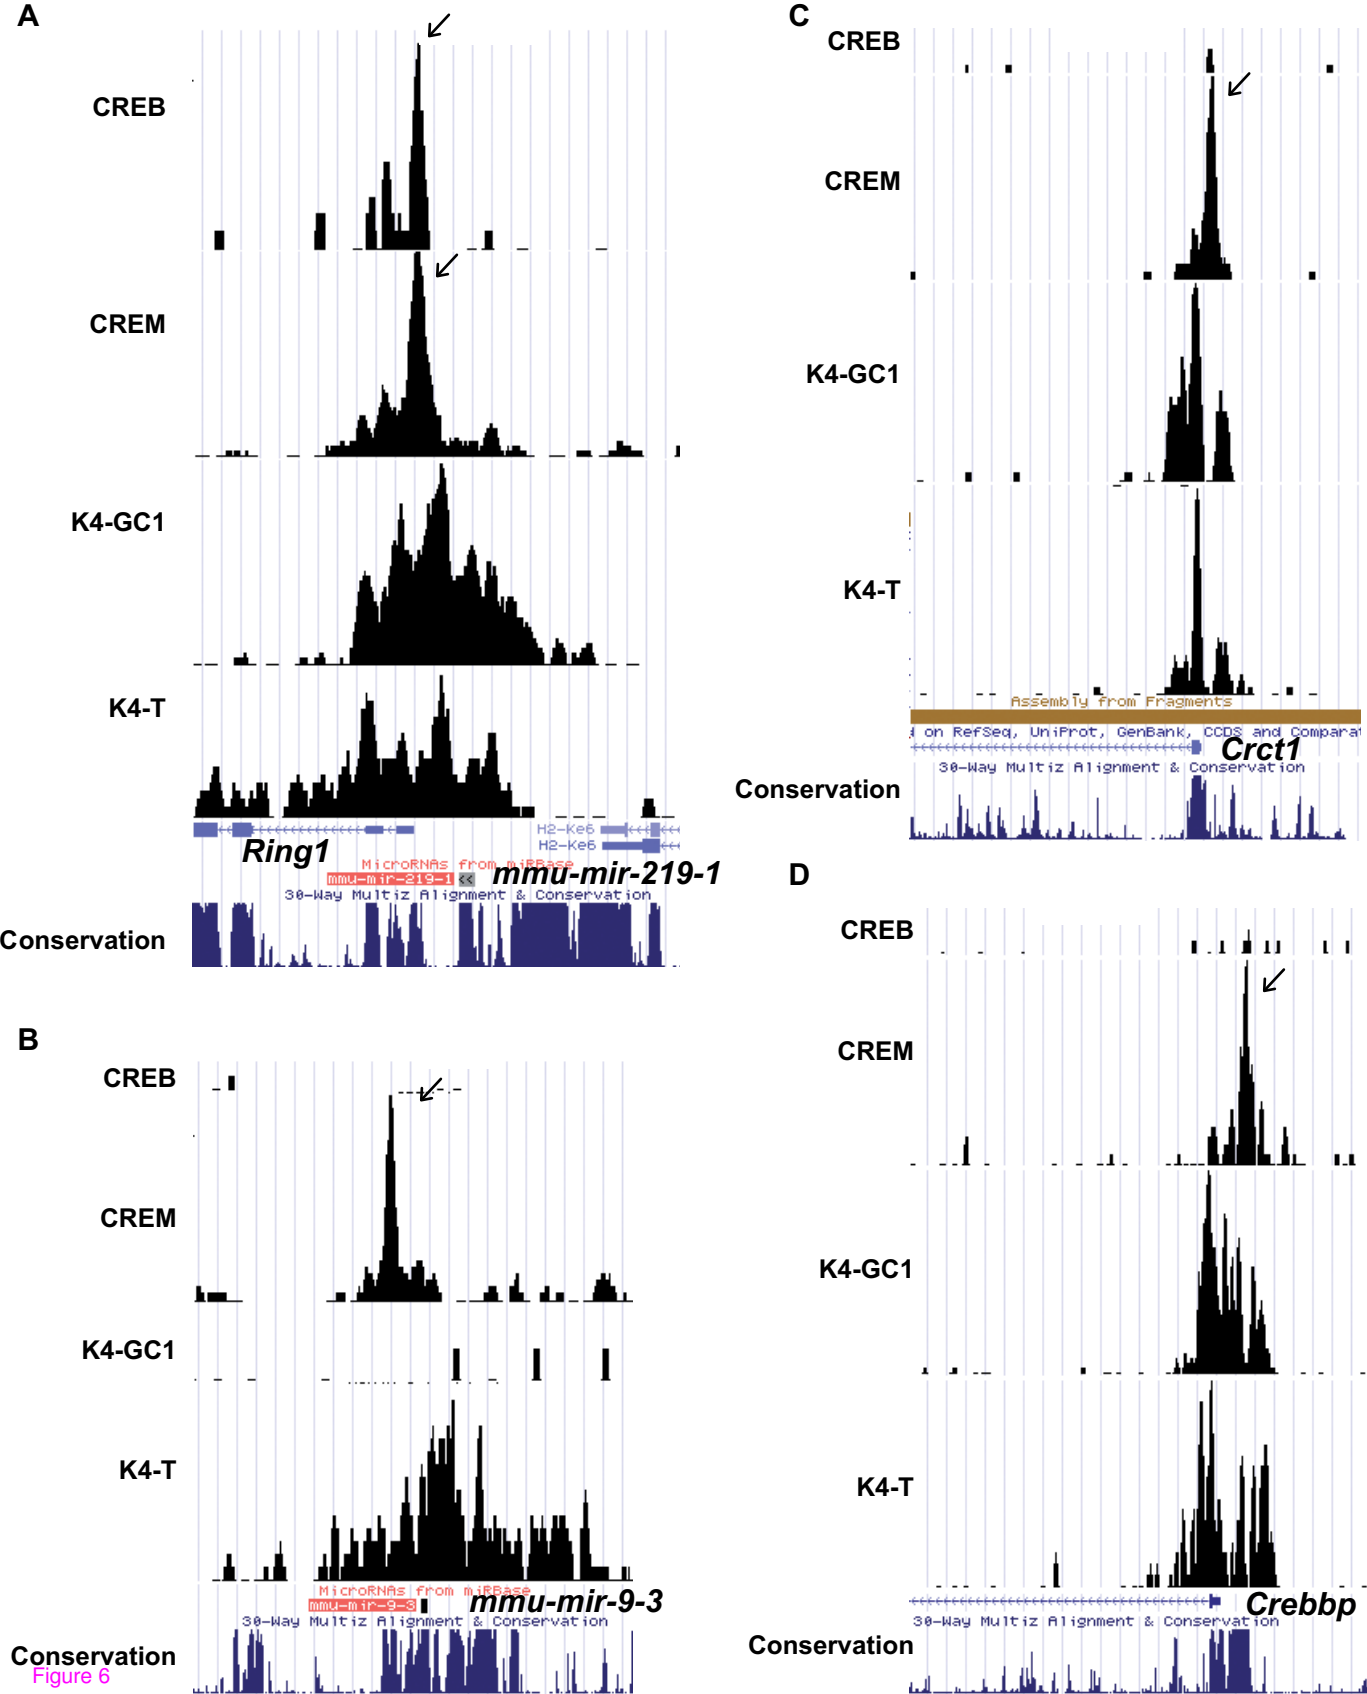 A
CREB
CREM
K4-GC1
K4-T
H2-Ke6
H2-Ke6
Ring1
MicroRNAs from miRBase
mmu-mir-219-1
<<
mmu-mir-219-1
30-Way Multiz Alignment & Conservation
Conservation
B
CREB
CREM
K4-GC1
K4-T
MicroRNAs from miRBase
mmu-mir-9-3
mmu-mir-9-3
30-Way Multiz Alignment & Conservation
Conservation
Figure 6
C
CREB
CREM
K4-GC1
K4-T
Assembly from Fragments
on RefSeq, UniProt, GenBank, CCDS and Comparat
Crct1
30-Way Multiz Alignment & Conservation
Conservation
D
CREB
CREM
K4-GC1
K4-T
Crebbp
30-Way Multiz Alignment & Conservation
Conservation